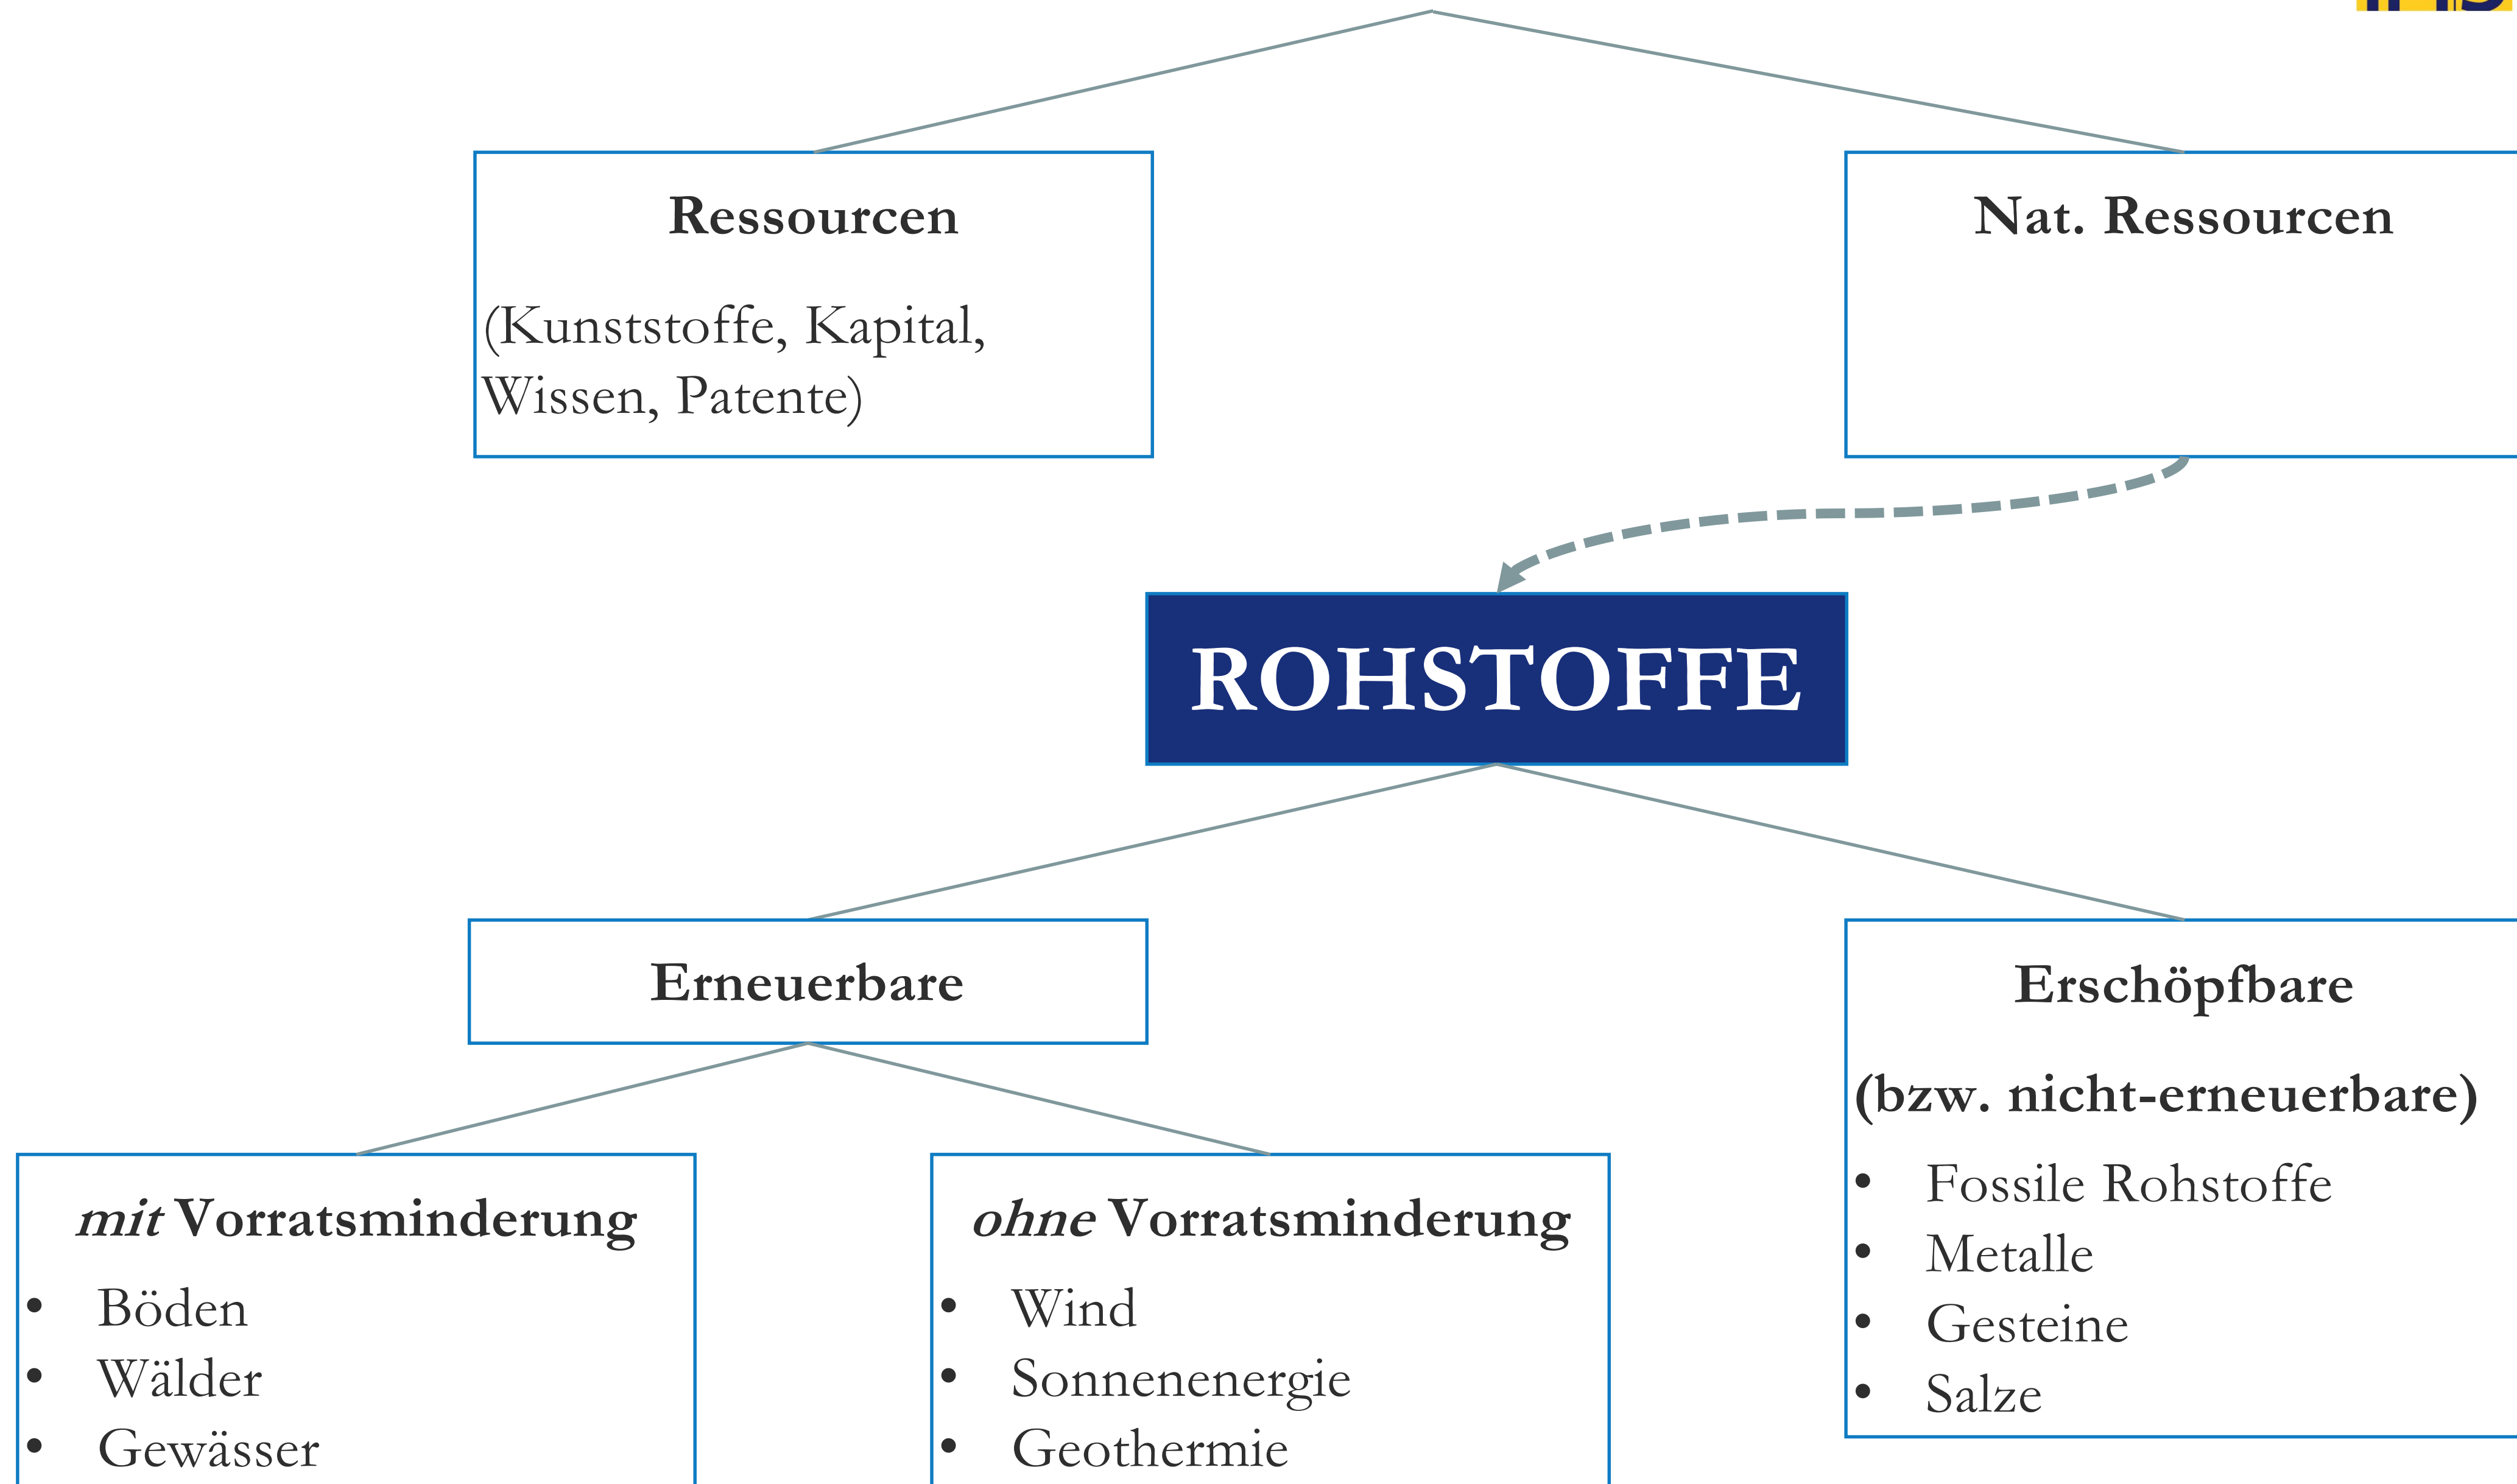 Ressourcen
(Kunststoffe, Kapital,
Wissen, Patente)
Nat. Ressourcen
ROHSTOFFE
Erneuerbare
Erschöpfbare
(bzw. nicht-erneuerbare)
• Fossile Rohstoffe
• Metalle
• Gesteine
• Salze
mit Vorratsminderung
• Böden
• Wälder
• Gewässer
ohne Vorratsminderung
• Wind
• Sonnenenergie
• Geothermie